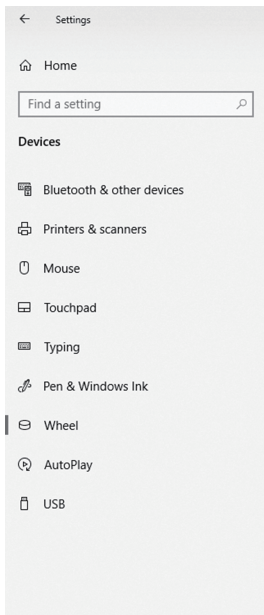 Settings
Home
Find a setting
Devices
Bluetooth & other devices
Printers & scanners
Mouse
Touchpad
Typing
Pen & Windows Ink
Wheel
AutoPlay
USB